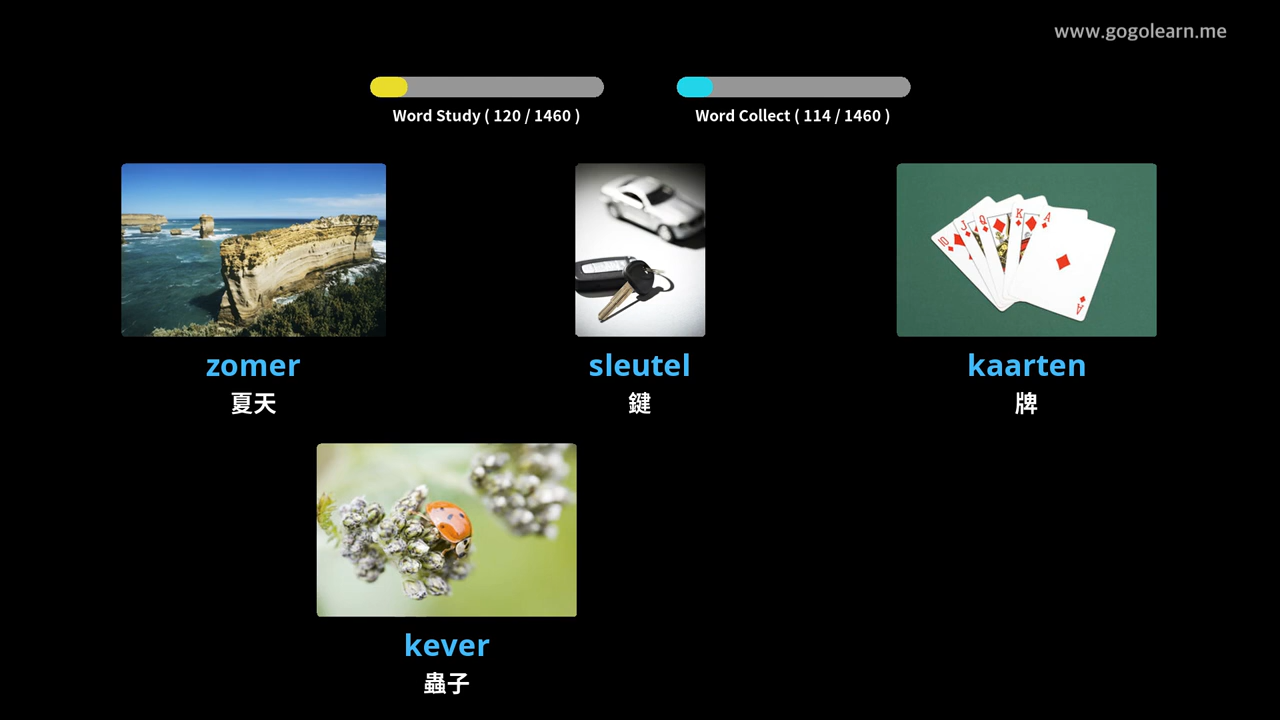 www.gogolearn.me
Word Study ( 120 / 1460 )
Word Collect ( 114 / 1460 )
10 J Q K A
A
zomer
夏天
sleutel
鍵
kaarten
牌
kever
蟲子